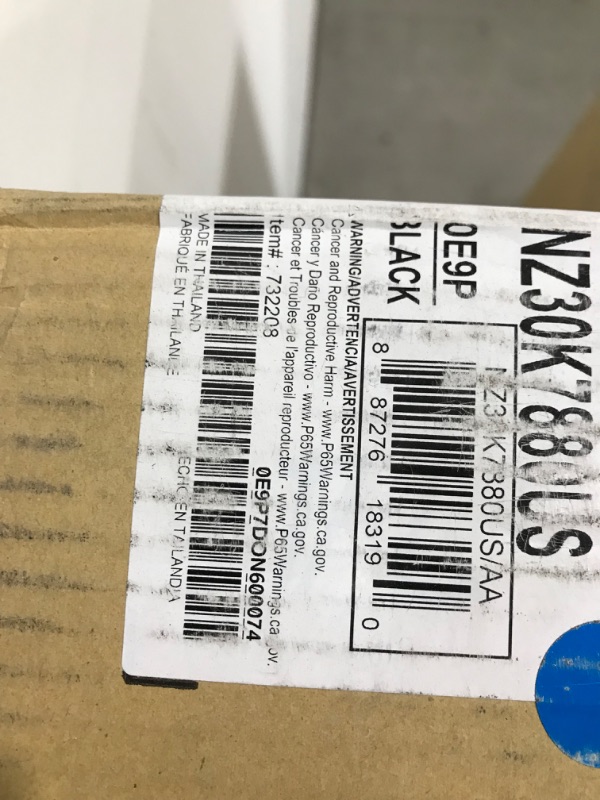 NZ30K7880US
0E9P
BLACK
NZ30K7880US/AA
8 87276 18319 0
WARNING/ADVERTENCIA/AVERTISSEMENT
Cancer and Reproductive Harm - www.P65Warnings.ca.gov.
Cáncer y Daño Reproductivo - www.P65Warnings.ca.gov.
Cancer et Troubles de l'appareil reproducteur - www.P65Warnings.ca.gov.
Item# : 732208
0E9P7DON600074
MADE IN THAILAND
FABRIQUÉ EN THAILANDE
HECHO EN TAILANDIA